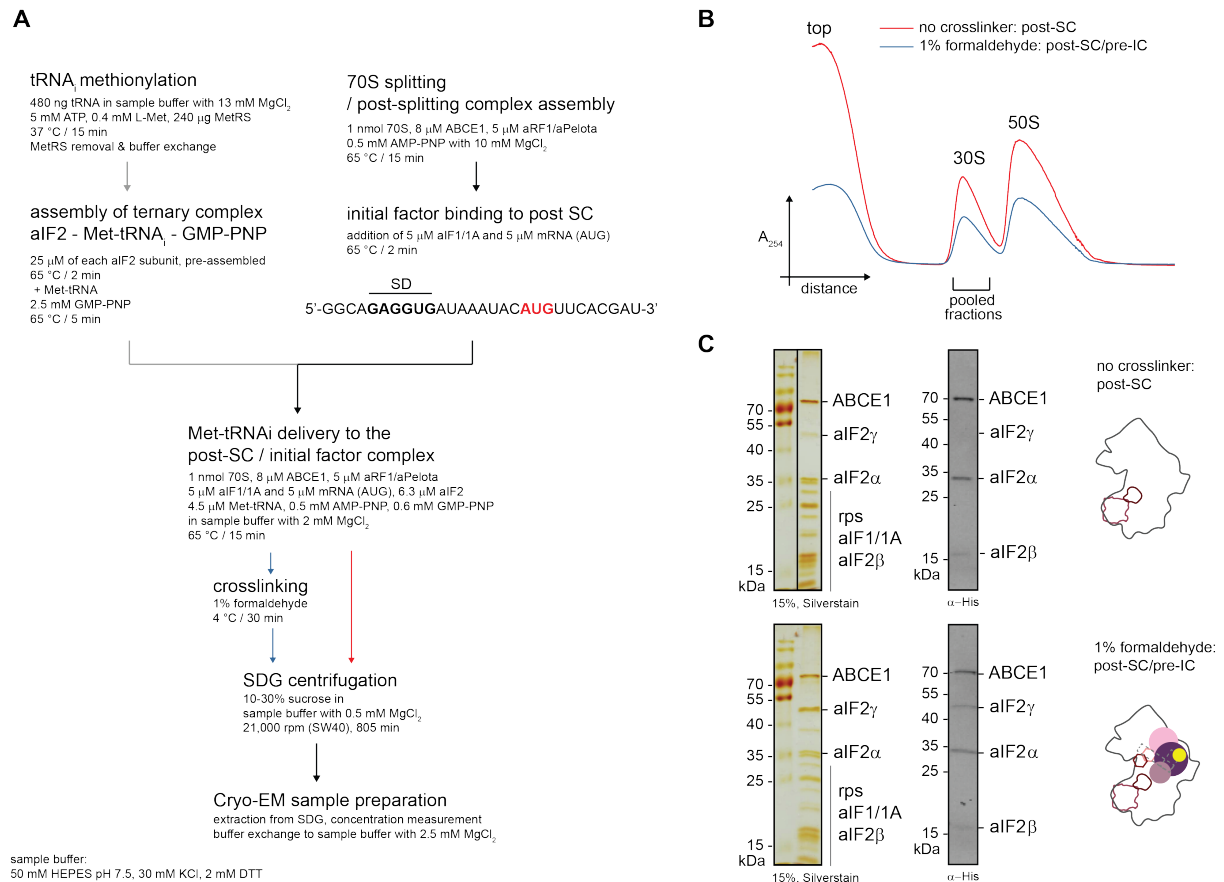 A
tRNAi methionylation
480 ng tRNA in sample buffer with 13 mM MgCl2
5 mM ATP, 0.4 mM L-Met, 240 µg MetRS
37 °C / 15 min
MetRS removal & buffer exchange
70S splitting
/ post-splitting complex assembly
1 nmol 70S, 8 µM ABCE1, 5 µM aRF1/aPelota
0.5 mM AMP-PNP with 10 mM MgCl2
65 °C / 15 min
assembly of ternary complex
aIF2 - Met-tRNAi - GMP-PNP
25 µM of each aIF2 subunit, pre-assembled
65 °C / 2 min
+ Met-tRNA
2.5 mM GMP-PNP
65 °C / 5 min
initial factor binding to post SC
addition of 5 µM aIF1/1A and 5 µM mRNA (AUG)
65 °C / 2 min
SD
5'-GGCAGAGGUGAUAAAUACAUGUUCACGAU-3'
Met-tRNAi delivery to the
post-SC / initial factor complex
1 nmol 70S, 8 µM ABCE1, 5 µM aRF1/aPelota
5 µM aIF1/1A and 5 µM mRNA (AUG), 6.3 µM aIF2
4.5 µM Met-tRNA, 0.5 mM AMP-PNP, 0.6 mM GMP-PNP
in sample buffer with 2 mM MgCl2
65 °C / 15 min
crosslinking
1% formaldehyde
4 °C / 30 min
SDG centrifugation
10-30% sucrose in
sample buffer with 0.5 mM MgCl2
21,000 rpm (SW40), 805 min
Cryo-EM sample preparation
extraction from SDG, concentration measurement
buffer exchange to sample buffer with 2.5 mM MgCl2
sample buffer:
50 mM HEPES pH 7.5, 30 mM KCl, 2 mM DTT
B
top
no crosslinker: post-SC
1% formaldehyde: post-SC/pre-IC
30S
50S
A254
distance
pooled
fractions
C
70
55
40
35
25
15
kDa
ABCE1
aIF2γ
aIF2α
rps
aIF1/1A
aIF2β
15%, Silverstain
70
55
40
35
25
15
kDa
ABCE1
aIF2γ
aIF2α
aIF2β
α–His
no crosslinker:
post-SC
70
55
40
35
25
15
kDa
ABCE1
aIF2γ
aIF2α
rps
aIF1/1A
aIF2β
15%, Silverstain
70
55
40
35
25
15
kDa
ABCE1
aIF2γ
aIF2α
aIF2β
α–His
1% formaldehyde:
post-SC/pre-IC